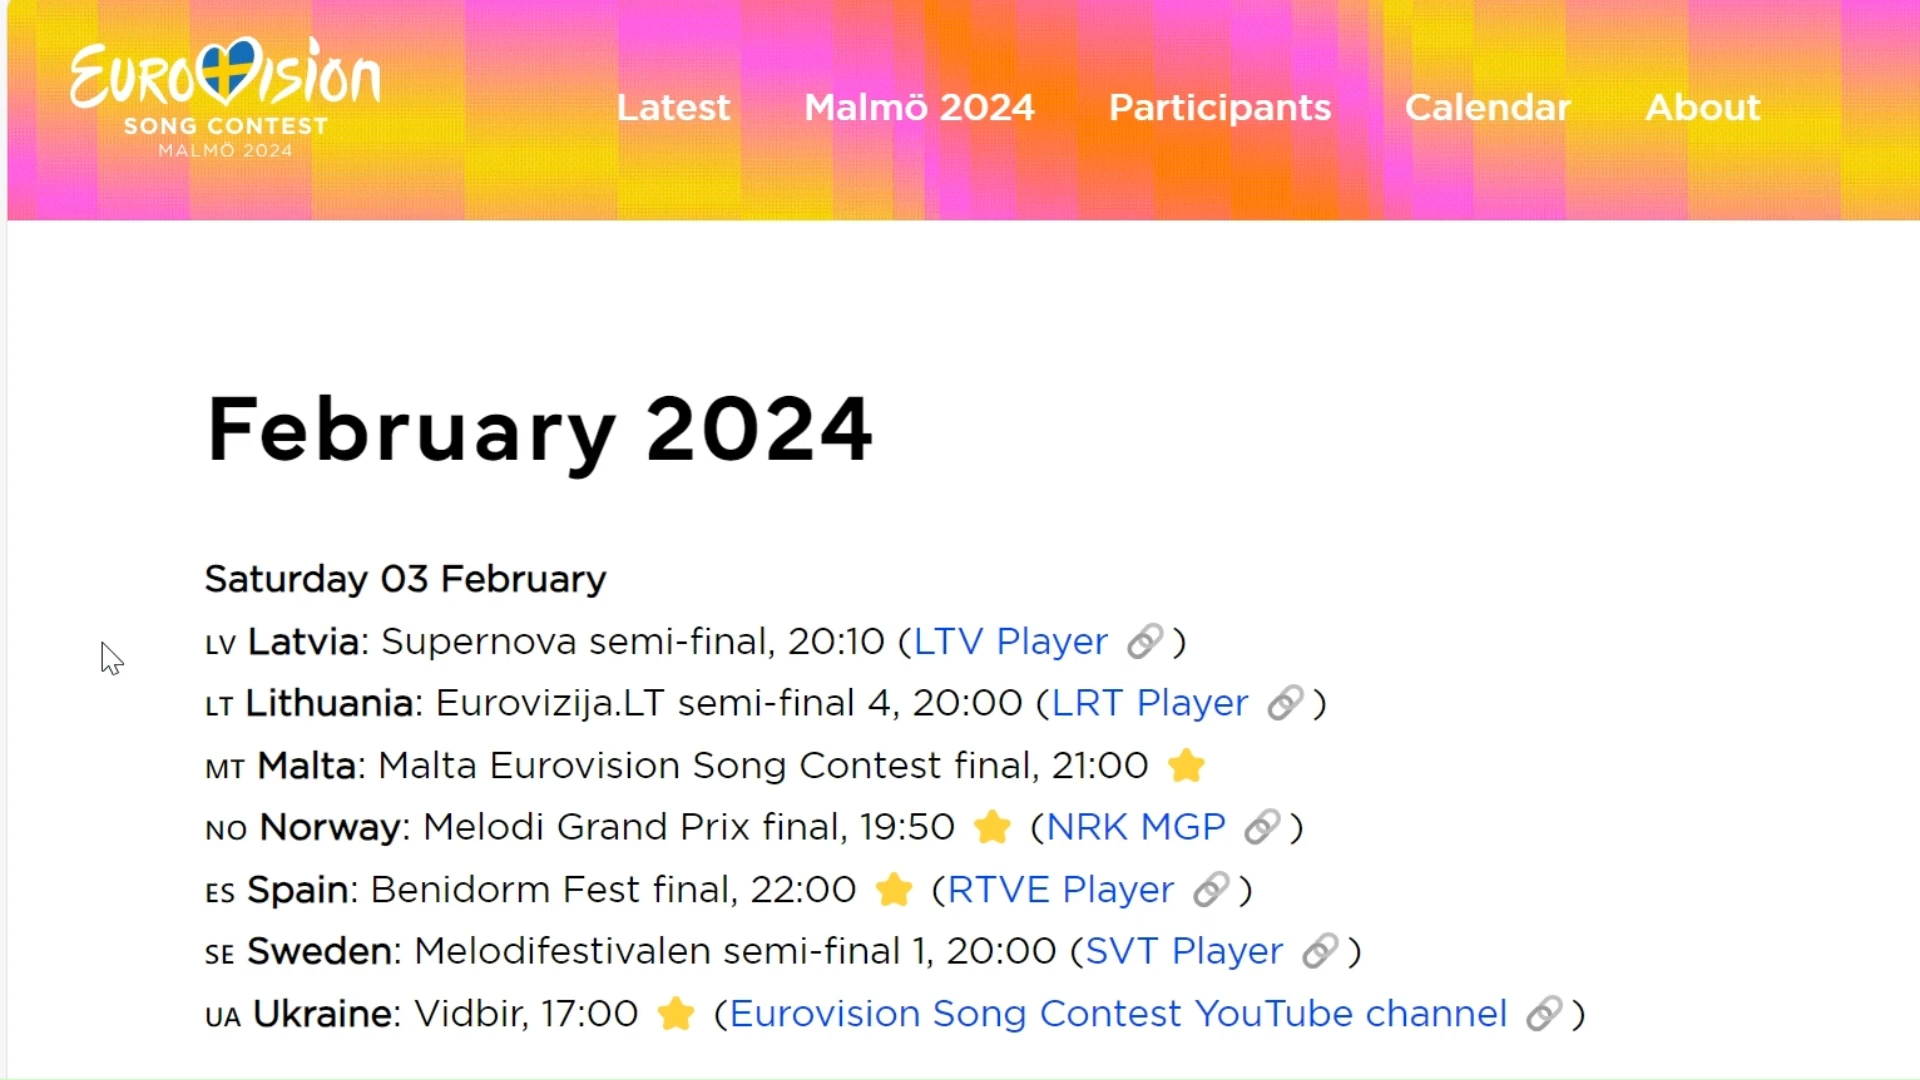 EUROVISION
SONG CONTEST
MALMÖ 2024
Latest Malmö 2024 Participants Calendar About
February 2024
Saturday 03 February
LV Latvia: Supernova semi-final, 20:10 (LTV Player 🔗 )
LT Lithuania: Eurovizija.LT semi-final 4, 20:00 (LRT Player 🔗 )
MT Malta: Malta Eurovision Song Contest final, 21:00 ⭐
NO Norway: Melodi Grand Prix final, 19:50 ⭐ (NRK MGP 🔗 )
ES Spain: Benidorm Fest final, 22:00 ⭐ (RTVE Player 🔗 )
SE Sweden: Melodifestivalen semi-final 1, 20:00 (SVT Player 🔗 )
UA Ukraine: Vidbir, 17:00 ⭐ (Eurovision Song Contest YouTube channel 🔗 )